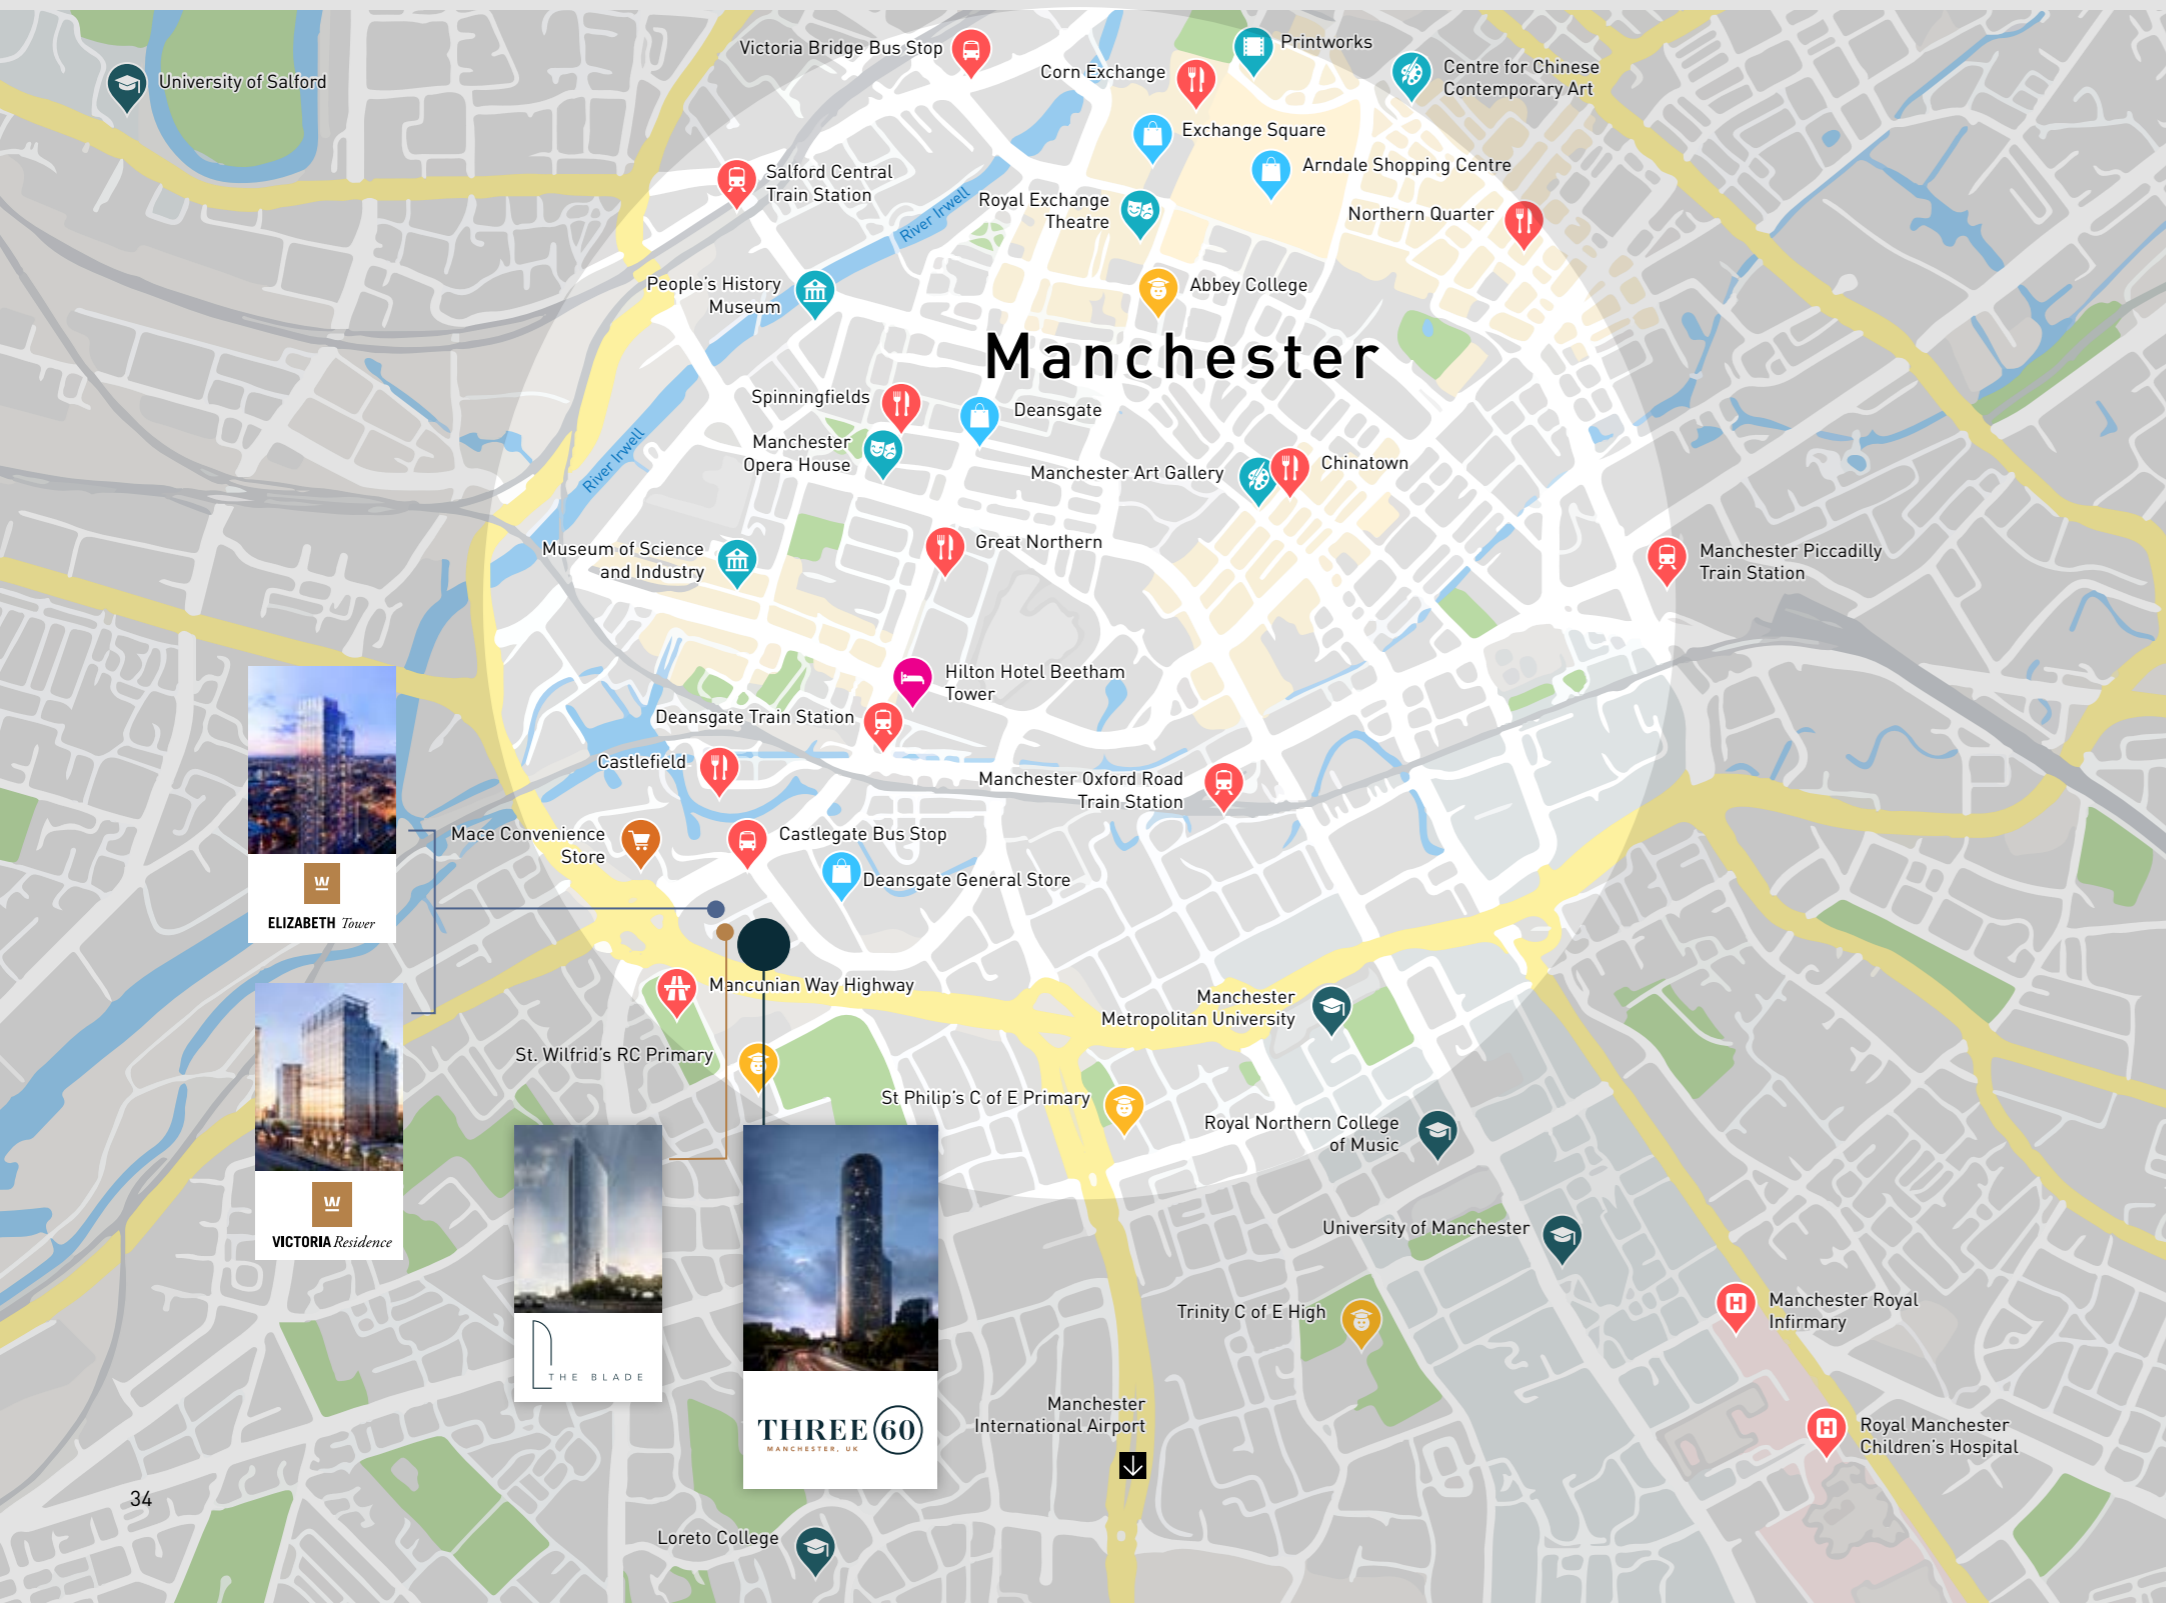 Victoria Bridge Bus Stop
Printworks
Corn Exchange
Centre for Chinese
Contemporary Art
University of Salford
Exchange Square
Arndale Shopping Centre
Salford Central
Train Station
River Irwell
Royal Exchange
Theatre
Northern Quarter
People's History
Museum
Abbey College
Manchester
Spinningfields
Deansgate
Manchester
Opera House
River Irwell
Manchester Art Gallery
Chinatown
Great Northern
Museum of Science
and Industry
Manchester Piccadilly
Train Station
Hilton Hotel Beetham
Tower
Deansgate Train Station
Castlefield
Manchester Oxford Road
Train Station
Mace Convenience
Store
Castlegate Bus Stop
Deansgate General Store
W
ELIZABETH Tower
Mancunian Way Highway
Manchester
Metropolitan University
St. Wilfrid's RC Primary
St Philip's C of E Primary
Royal Northern College
of Music
W
VICTORIA Residence
University of Manchester
Trinity C of E High
H
Manchester Royal
Infirmary
THE BLADE
THREE 60
MANCHESTER, UK
Manchester
International Airport
H
Royal Manchester
Children's Hospital
34
Loreto College